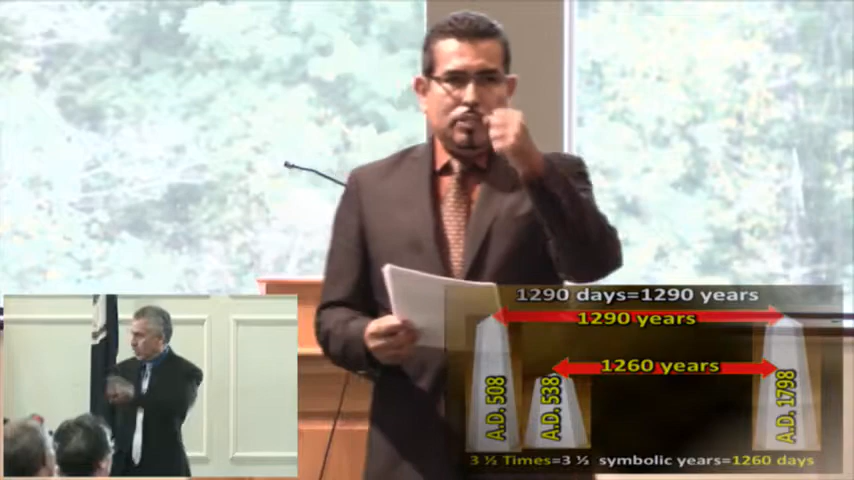 1290 days=1290 years
1290 years
1260 years
A.D. 508
A.D. 538
A.D. 1798
3 ½ Times=3 ½ symbolic years=1260 days